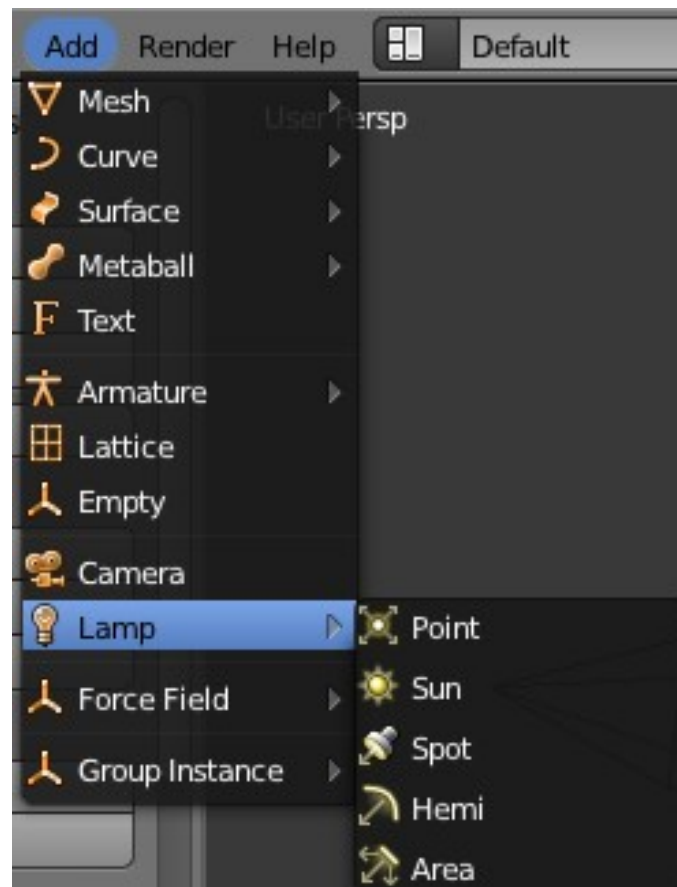 Add Render Help Default
Mesh
User Persp
Curve
Surface
Metaball
Text
Armature
Lattice
Empty
Camera
Lamp
Point
Sun
Force Field
Spot
Group Instance
Hemi
Area